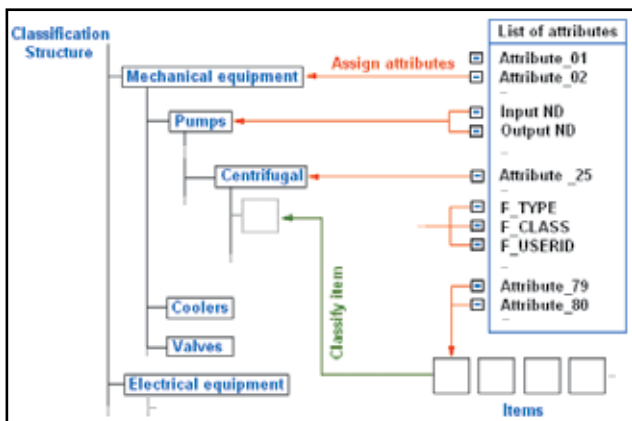 Classification
Structure
List of attributes
Attribute_01
Assign attributes
Mechanical equipment
Attribute_02
Input ND
Pumps
Output ND
Centrifugal
Attribute _25
F_TYPE
F_CLASS
F_USERID
Attribute_79
Coolers
Attribute_80
Classify item
Valves
Electrical equipment
Items